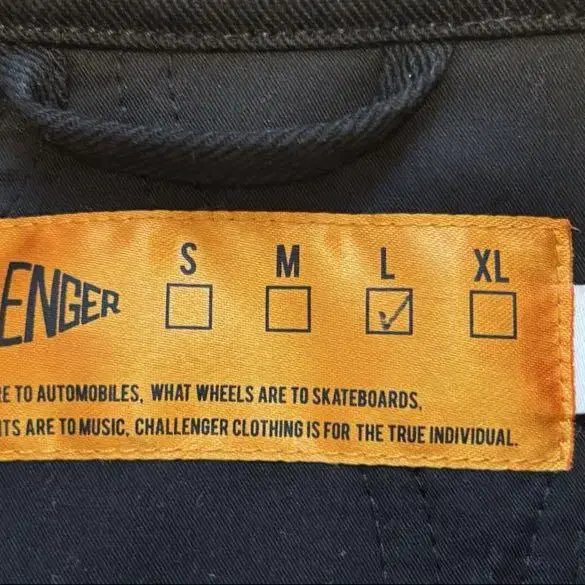 S M L XL
ENGER
RE TO AUTOMOBILES, WHAT WHEELS ARE TO SKATEBOARDS,
ITS ARE TO MUSIC, CHALLENGER CLOTHING IS FOR THE TRUE INDIVIDUAL.